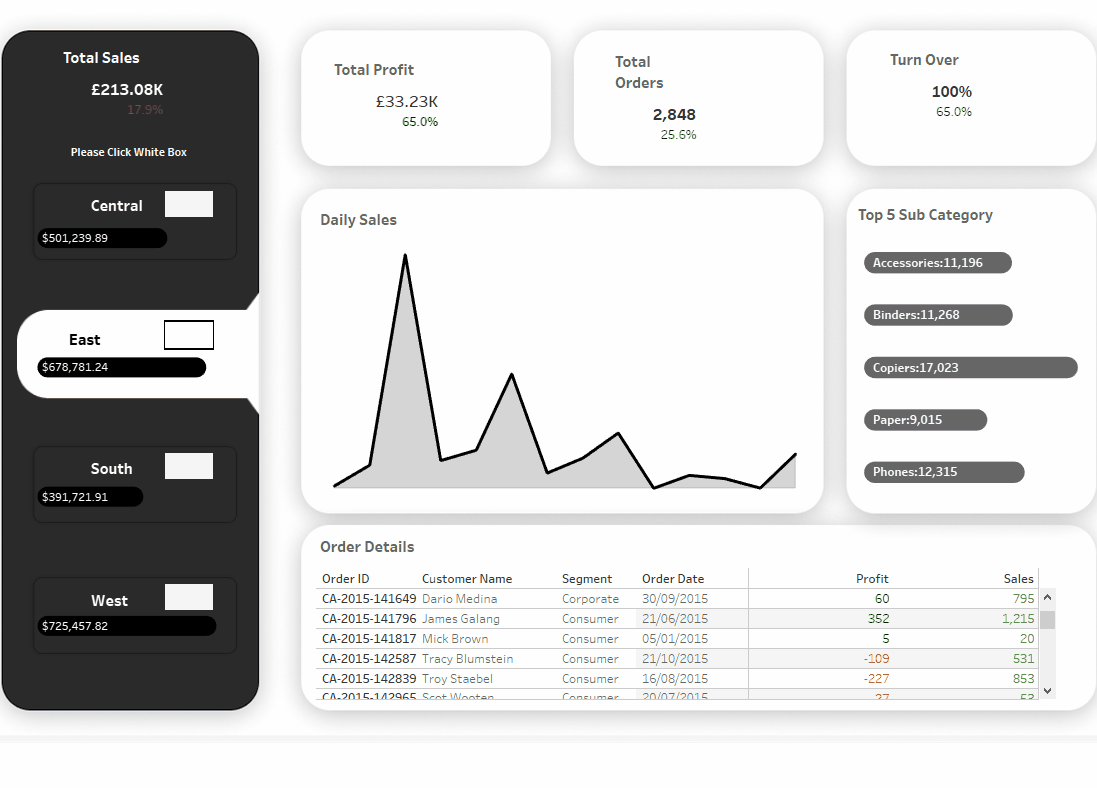 Total Sales
£213.08K
17.9%
Please Click White Box
Central
$501,239.89
East
$678,781.24
South
$391,721.91
West
$725,457.82
Total Profit
£33.23K
65.0%
Total
Orders
2,848
25.6%
Turn Over
100%
65.0%
Daily Sales
Top 5 Sub Category
Accessories:11,196
Binders:11,268
Copiers:17,023
Paper:9,015
Phones:12,315
Order Details
Order ID Customer Name Segment Order Date Profit Sales
CA-2015-141649 Dario Medina Corporate 30/09/2015 60 795
CA-2015-141796 James Galang Consumer 21/06/2015 352 1,215
CA-2015-141817 Mick Brown Consumer 05/01/2015 5 20
CA-2015-142587 Tracy Blumstein Consumer 21/10/2015 -109 531
CA-2015-142839 Troy Staebel Consumer 16/08/2015 -227 853
CA-2015-142965 Scot Wooten Consumer 20/07/2015